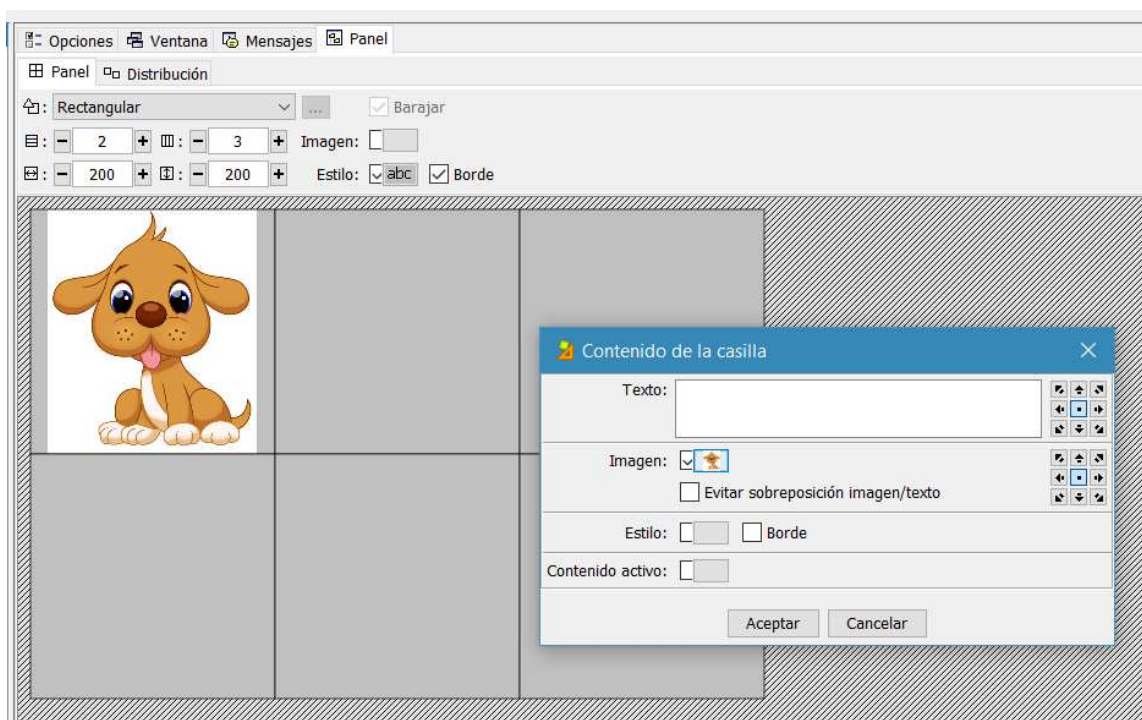 Opciones Ventana Mensajes Panel
Panel Distribución
: Rectangular ... Barajar
: - 2 + : - 3 + Imagen:
: - 200 + : - 200 + Estilo: abc Borde
Contenido de la casilla
Texto:
Imagen:
Evitar sobreposición imagen/texto
Estilo: Borde
Contenido activo:
Aceptar Cancelar